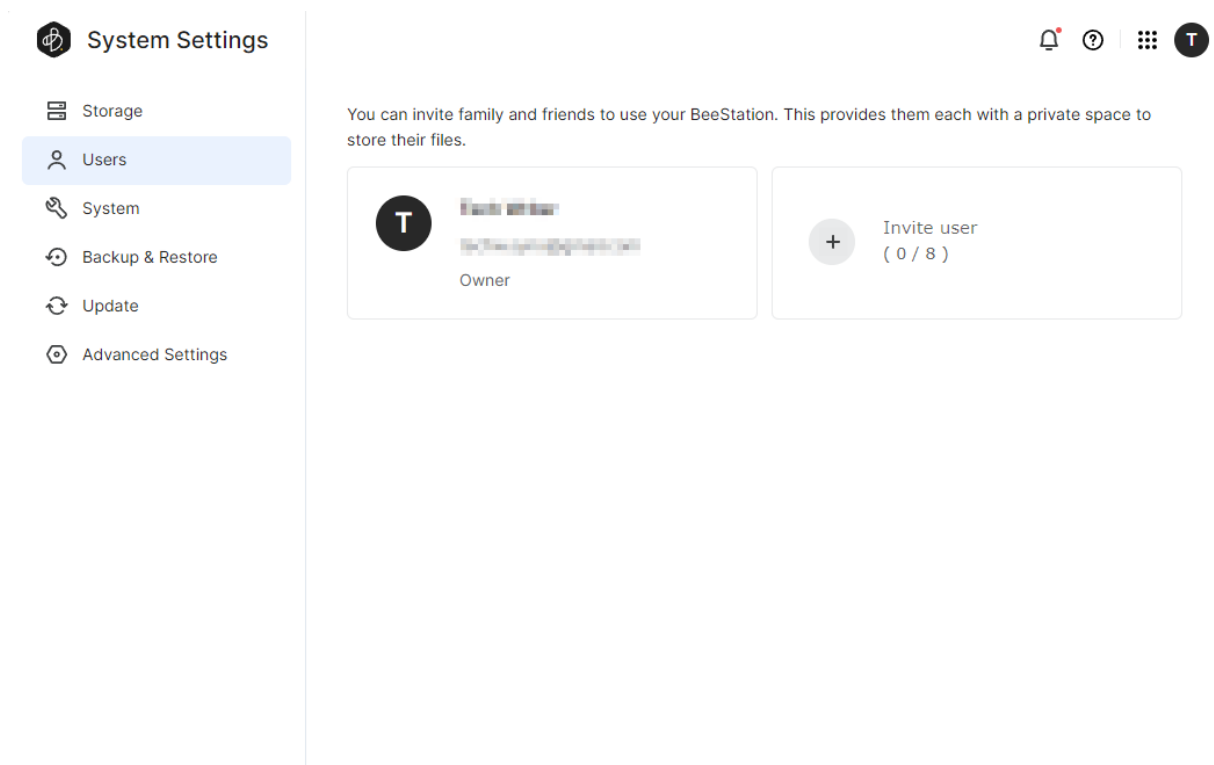 System Settings
T
Storage
Users
System
Backup & Restore
Update
Advanced Settings
You can invite family and friends to use your BeeStation. This provides them each with a private space to
store their files.
T
Owner
+
Invite user
( 0 / 8 )